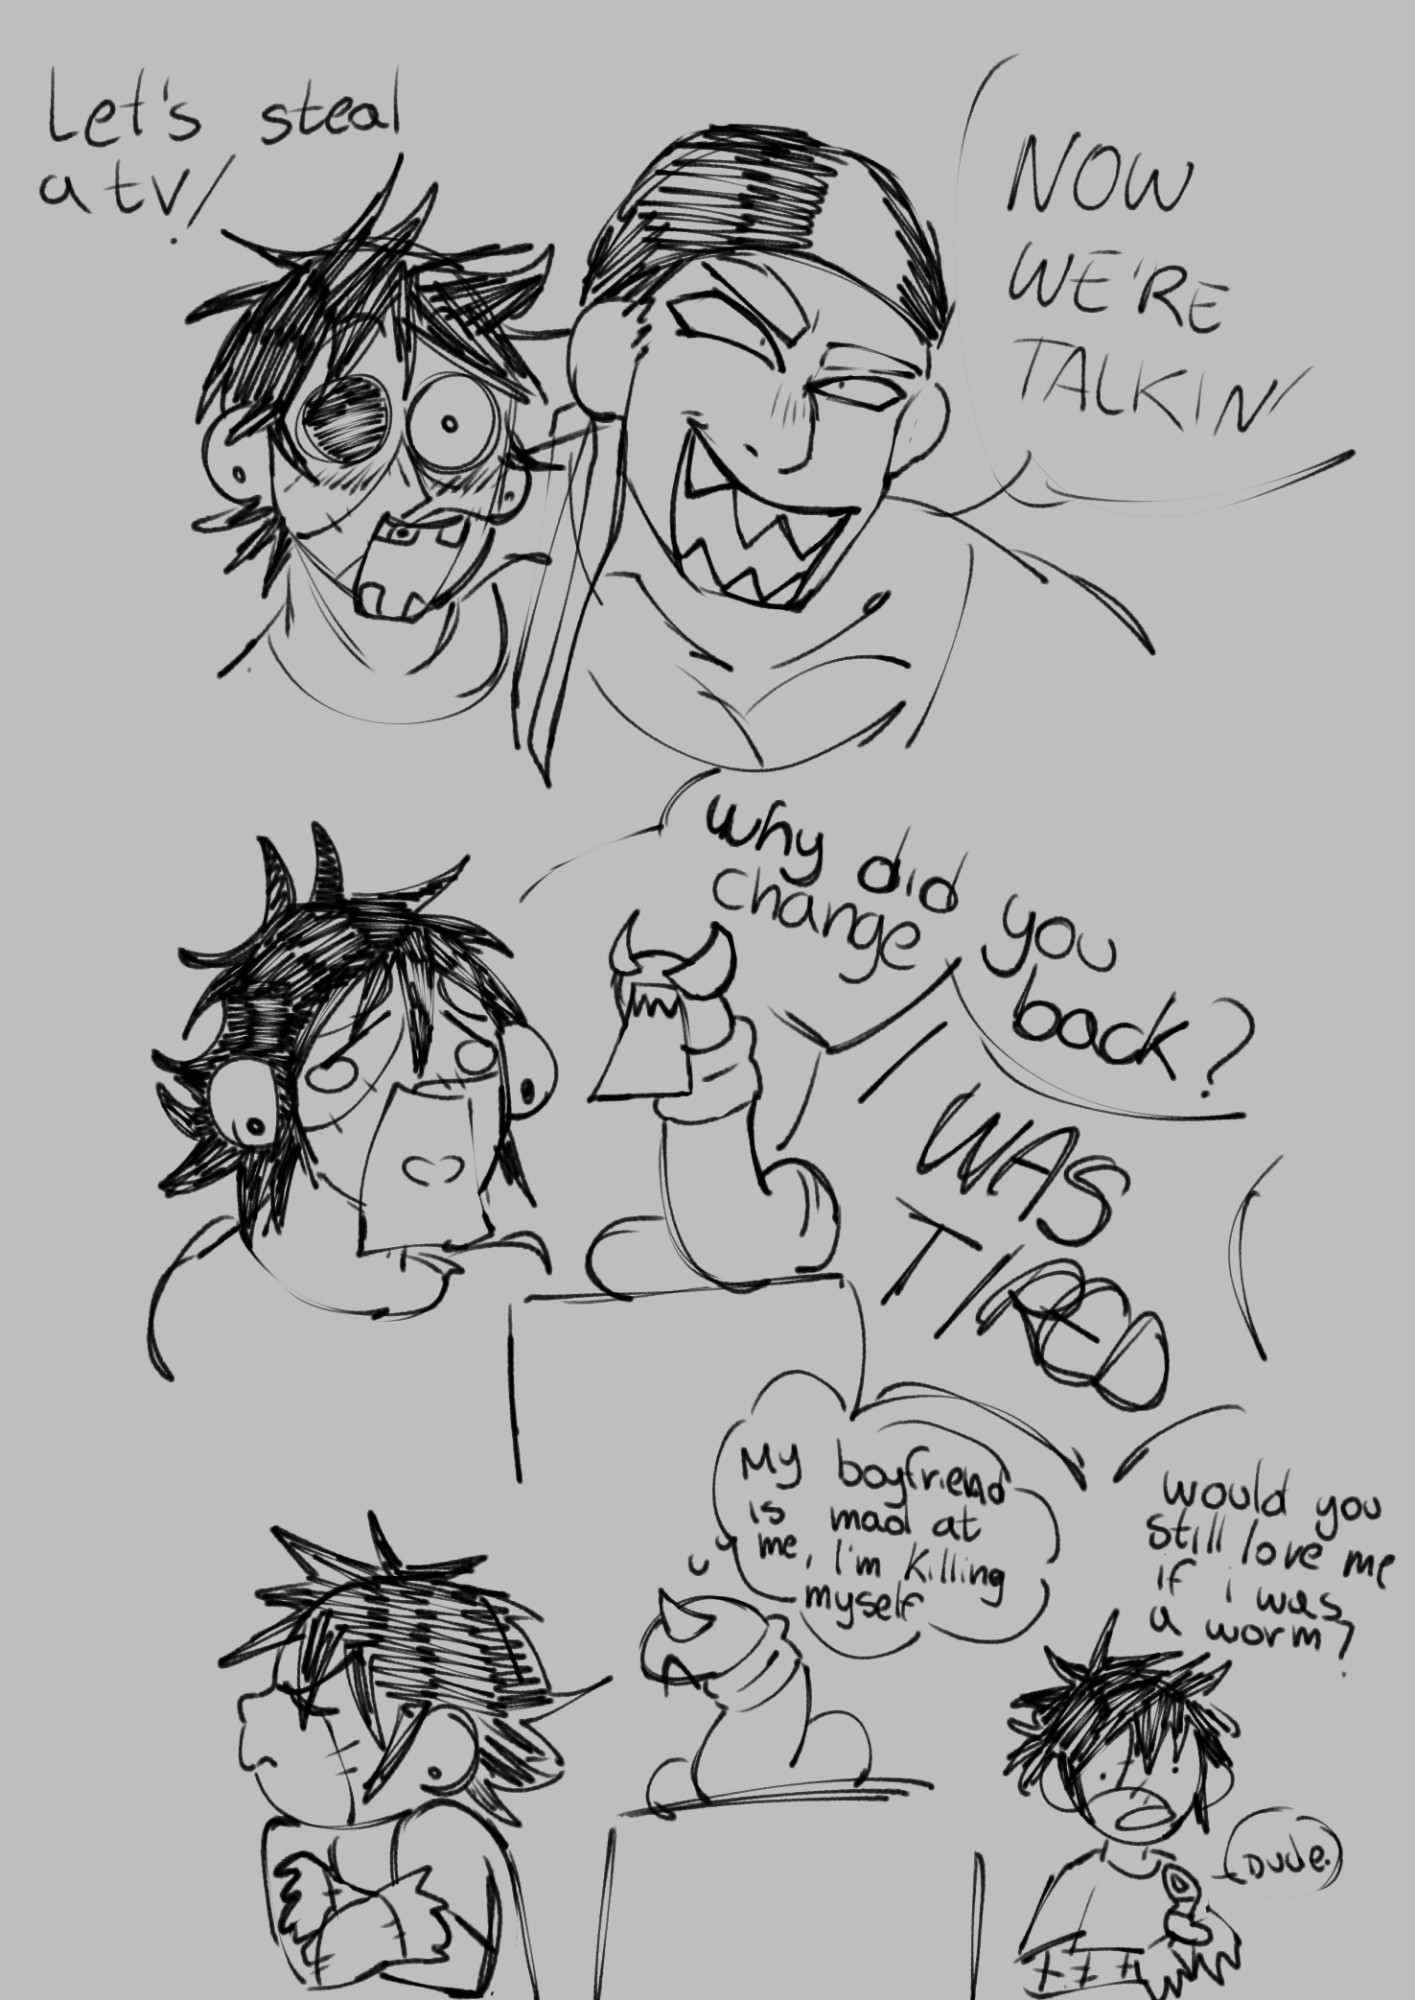 Let's steal
a tv!
NOW
WE'RE
TALKIN'
why did you
change back?
I WAS
TIRED
My boyfriend
is mad at
me, I'm killing
myself
would you
still love me
if i was
a worm?
DUDE.